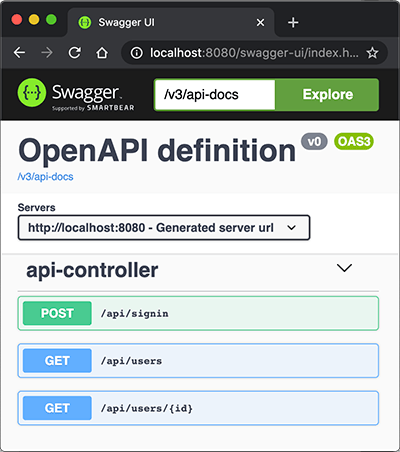 Swagger UI
localhost:8080/swagger-ui/index.h...
Swagger.
Supported by SMARTBEAR
/v3/api-docs
Explore
OpenAPI definition
v0
OAS3
/v3/api-docs
Servers
http://localhost:8080 - Generated server url
api-controller
POST /api/signin
GET /api/users
GET /api/users/{id}